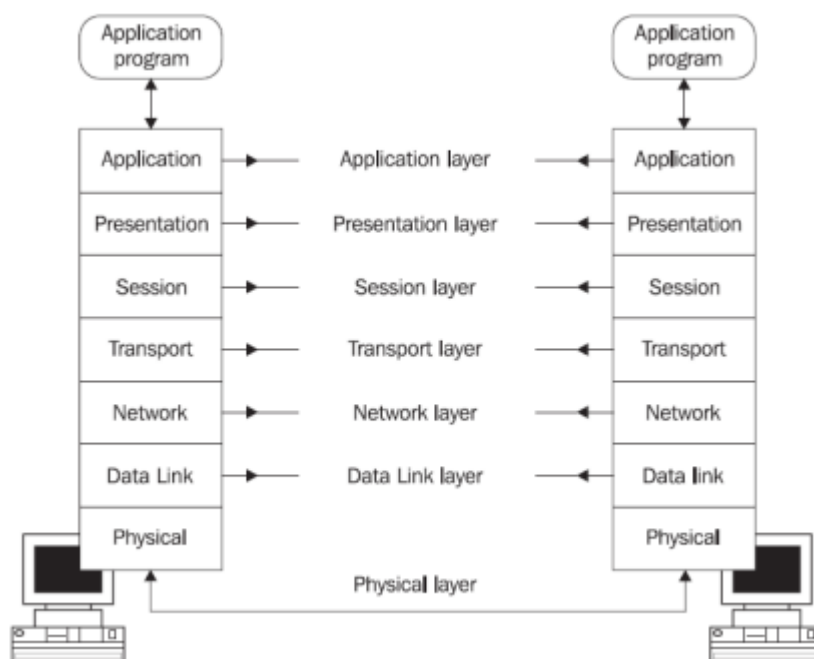 Application
program
Application
program
Application
Application layer
Application
Presentation
Presentation layer
Presentation
Session
Session layer
Session
Transport
Transport layer
Transport
Network
Network layer
Network
Data Link
Data Link layer
Data link
Physical
Physical
Physical layer